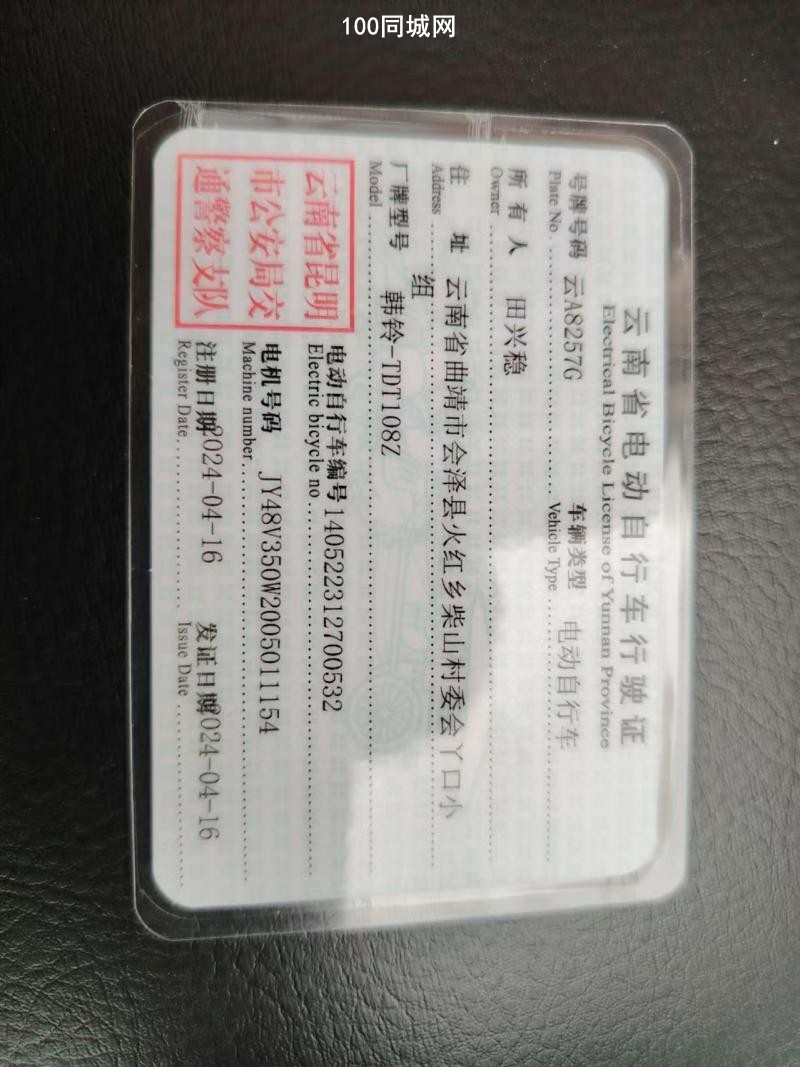 100同城网
云南省电动自行车行驶证
Electrical Bicycle License of Yunnan Province
号牌号码 云A8257G 车辆类型 电动自行车
Plate No. Vehicle Type
所有人 田兴稳
Owner
住址 云南省曲靖市会泽县火红乡柴山村委会丫口小
Address 组
厂牌型号 韩铃-TDT108Z
Model
云南省昆明
市公安局交
通警察支队
电动自行车编号 140522312700532
Electric bicycle no
电机号码 JY48V350W2005011154
Machine number
注册日期 2024-04-16 发证日期 2024-04-16
Register Date Issue Date